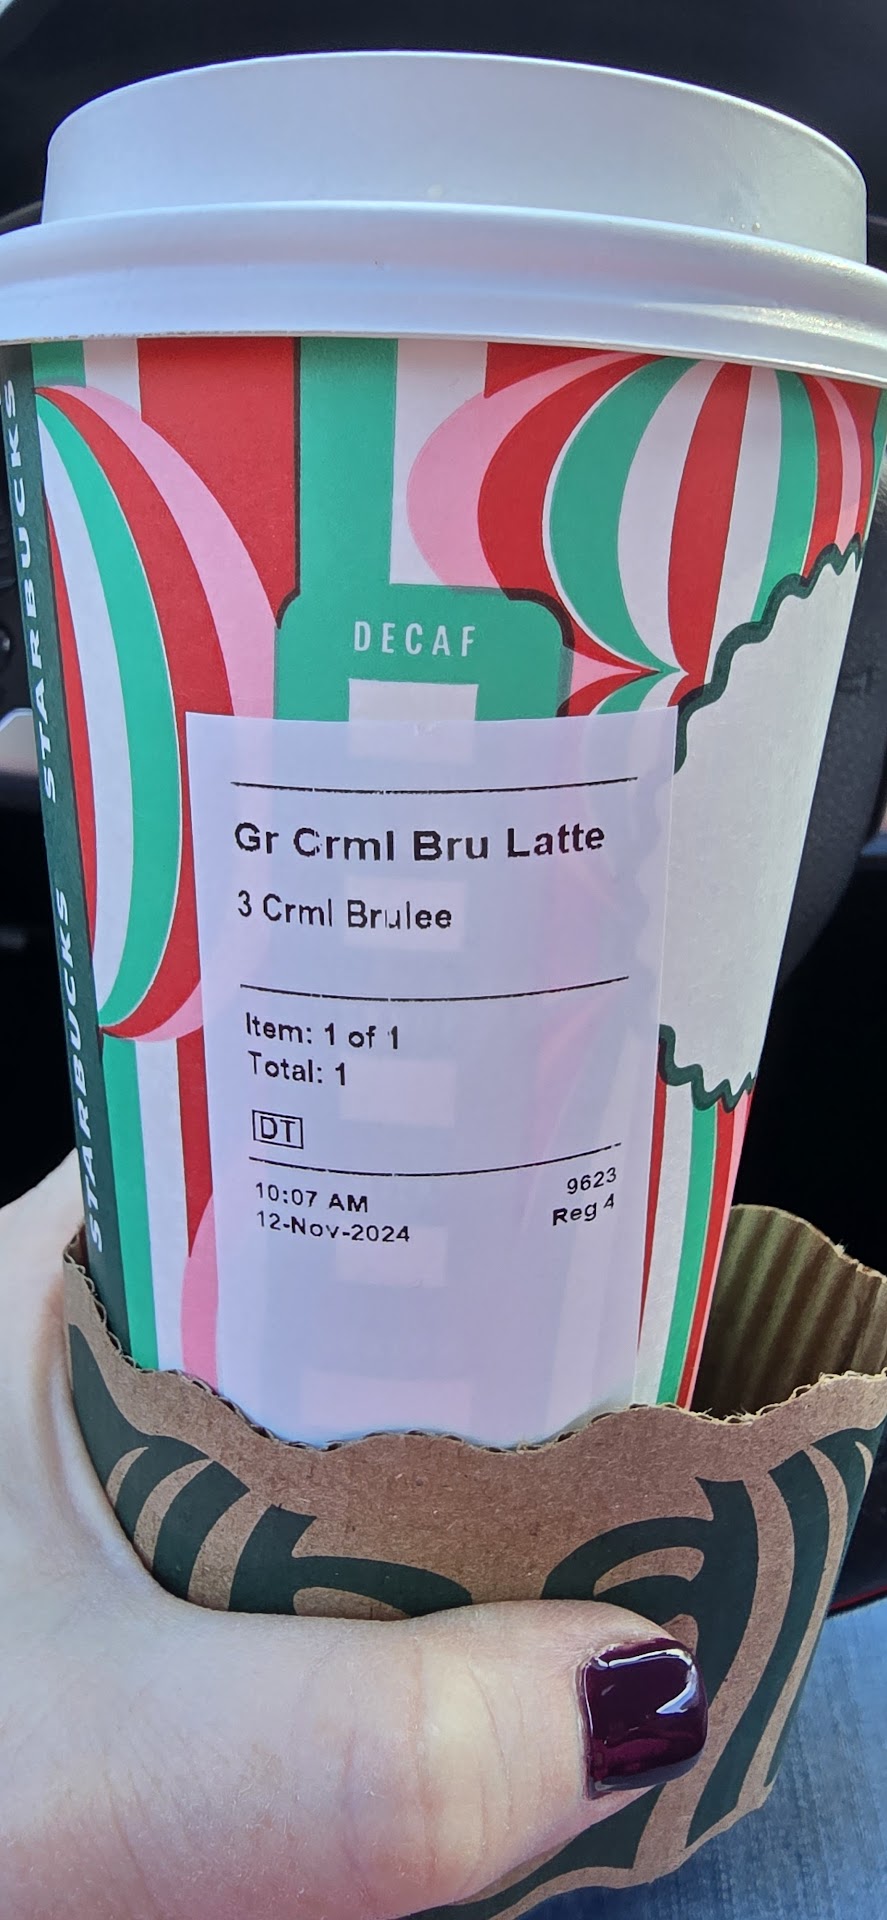 STARBUCKS
STARBUCKS
DECAF
Gr Crml Bru Latte
3 Crml Brulee
Item: 1 of 1
Total: 1
DT
10:07 AM
9623
12-Nov-2024
Reg 4